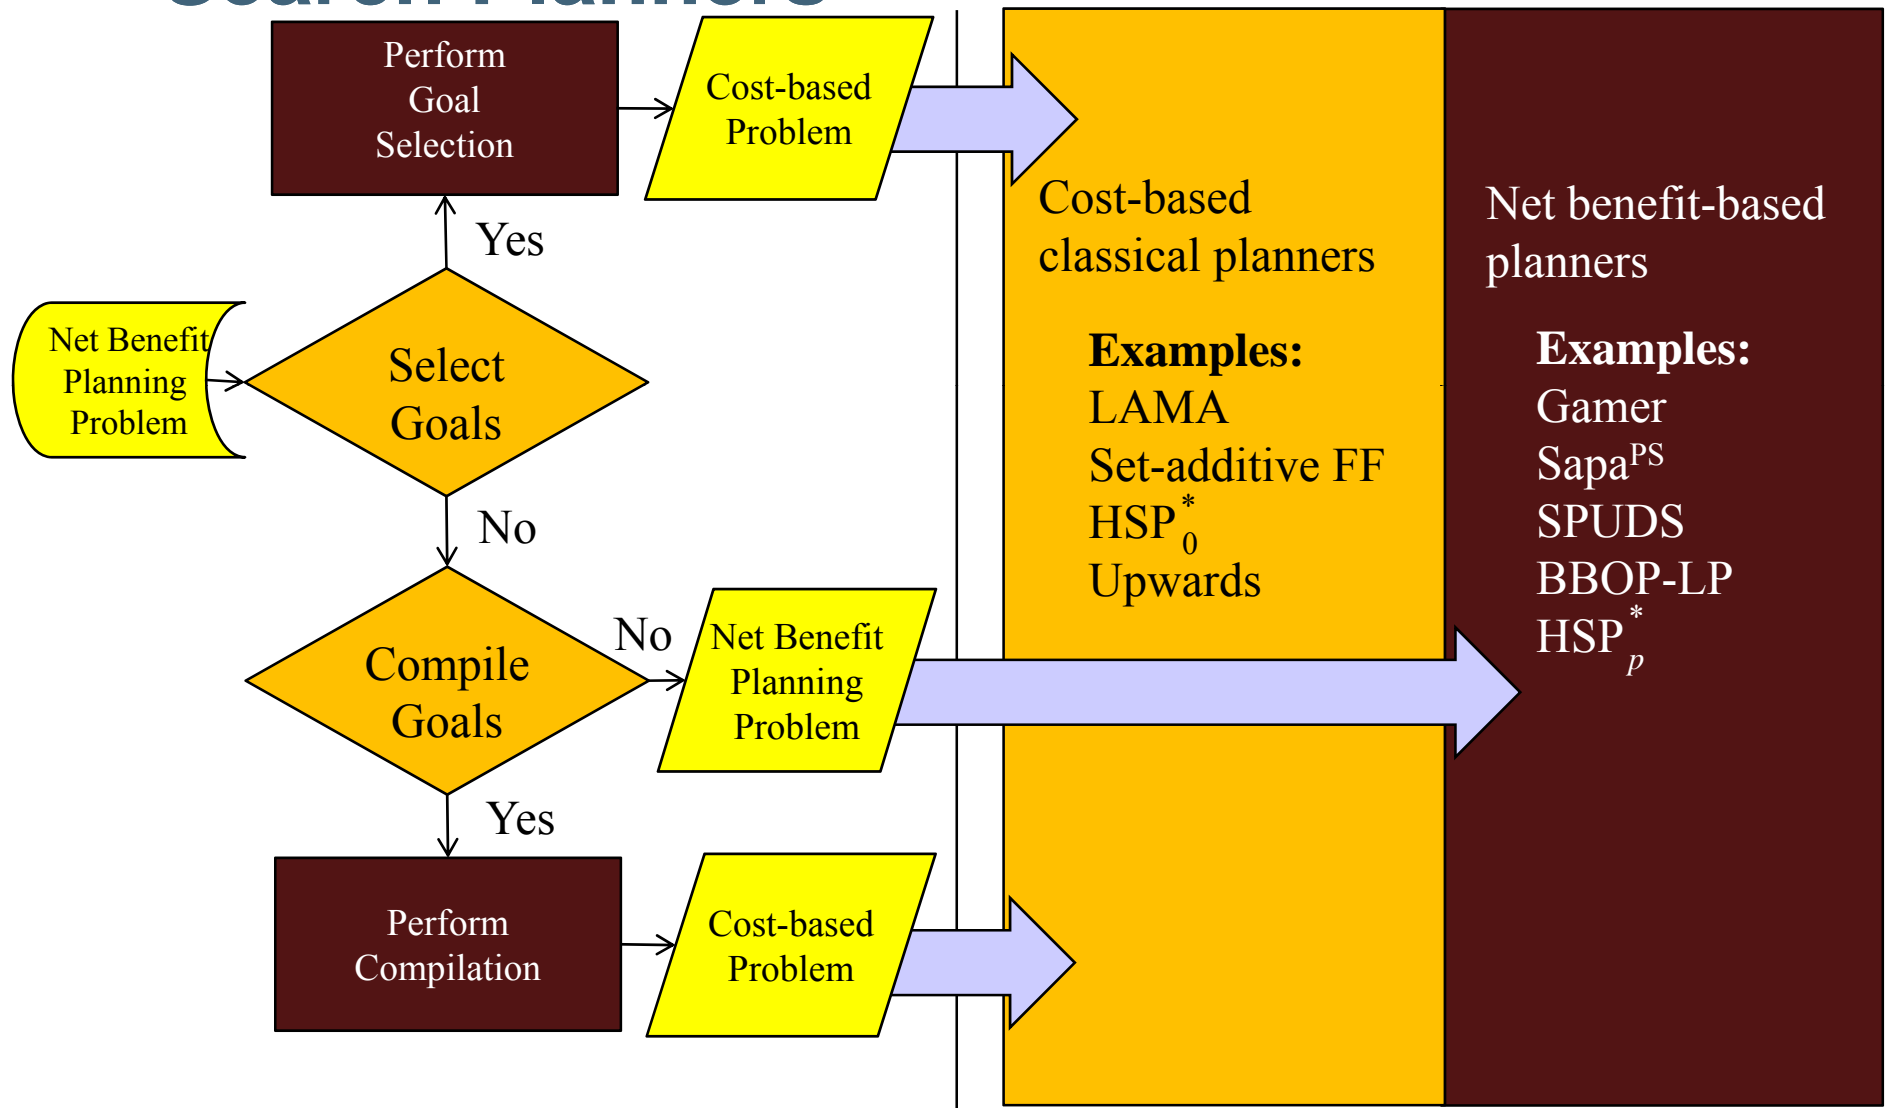 Search Planners
Perform
Goal
Selection
Cost-based
Problem
Yes
Net Benefit
Planning
Problem
Select
Goals
No
Compile
Goals
No
Net Benefit
Planning
Problem
Yes
Perform
Compilation
Cost-based
Problem
Cost-based
classical planners
Examples:
LAMA
Set-additive FF
HSP*0
Upwards
Net benefit-based
planners
Examples:
Gamer
SapaPS
SPUDS
BBOP-LP
HSP*p